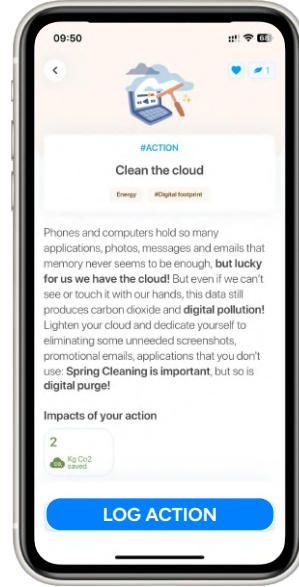 09:50
68
1
#ACTION
Clean the cloud
Energy #Digital footprint
Phones and computers hold so many
applications, photos, messages and emails that
memory never seems to be enough, but lucky
for us we have the cloud! But even if we can't
see or touch it with our hands, this data still
produces carbon dioxide and digital pollution!
Lighten your cloud and dedicate yourself to
eliminating some unneeded screenshots,
promotional emails, applications that you don't
use: Spring Cleaning is important, but so is
digital purge!
Impacts of your action
2
CO₂ Kg Co2
saved
LOG ACTION